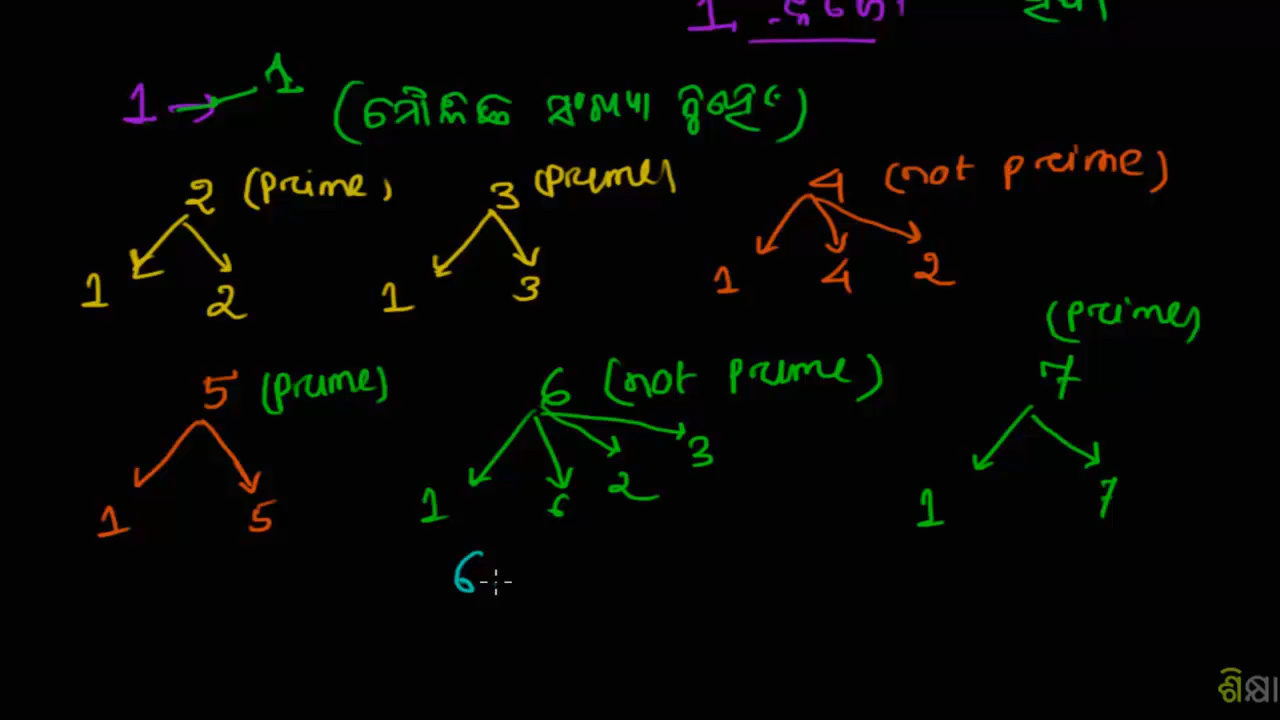 1
1 → 1 (ମୌଳିକ ସଂଖ୍ୟା ନୁହେଁ)
2 (prime) 3 (prime) 4 (not prime)
1 2 1 3 1 4 2
(prime)
5 (prime) 6 (not prime) 7
1 5 1 6 2 3 1 7
6
ଶିକ୍ଷା